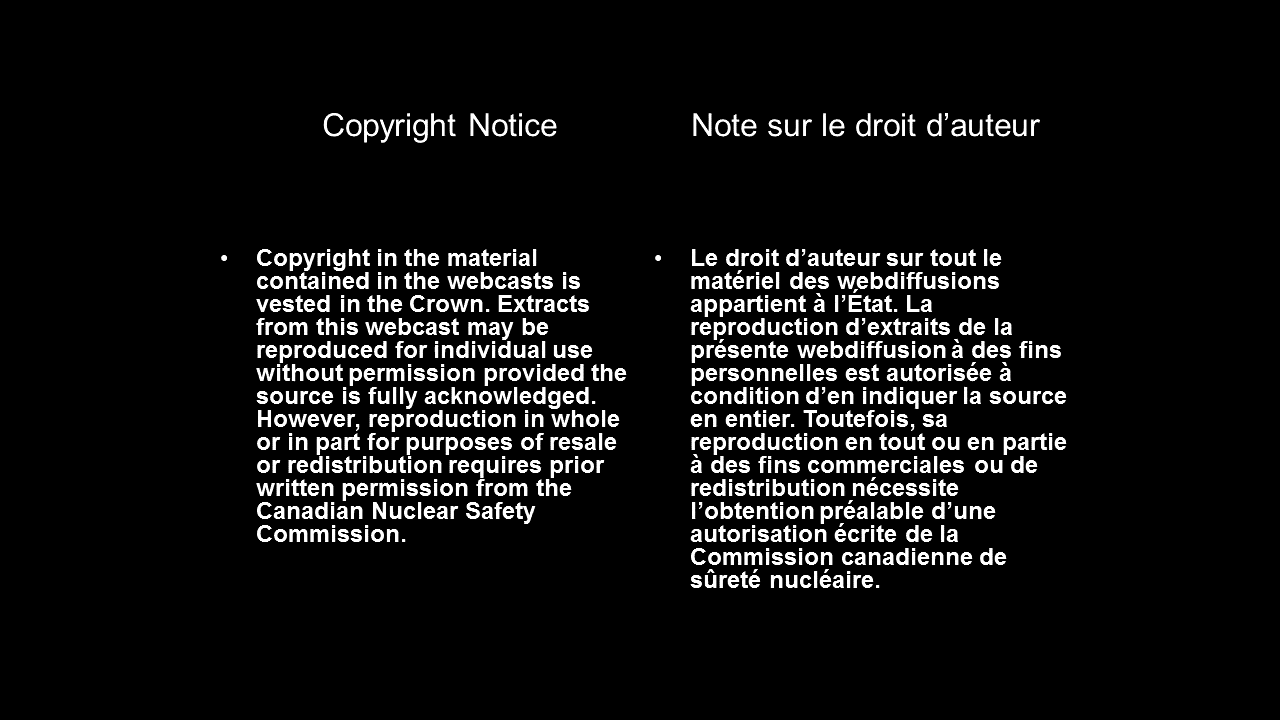 Copyright Notice
• Copyright in the material
contained in the webcasts is
vested in the Crown. Extracts
from this webcast may be
reproduced for individual use
without permission provided the
source is fully acknowledged.
However, reproduction in whole
or in part for purposes of resale
or redistribution requires prior
written permission from the
Canadian Nuclear Safety
Commission.
Note sur le droit d’auteur
• Le droit d’auteur sur tout le
matériel des webdiffusions
appartient à l’État. La
reproduction d’extraits de la
présente webdiffusion à des fins
personnelles est autorisée à
condition d’en indiquer la source
en entier. Toutefois, sa
reproduction en tout ou en partie
à des fins commerciales ou de
redistribution nécessite
l’obtention préalable d’une
autorisation écrite de la
Commission canadienne de
sûreté nucléaire.